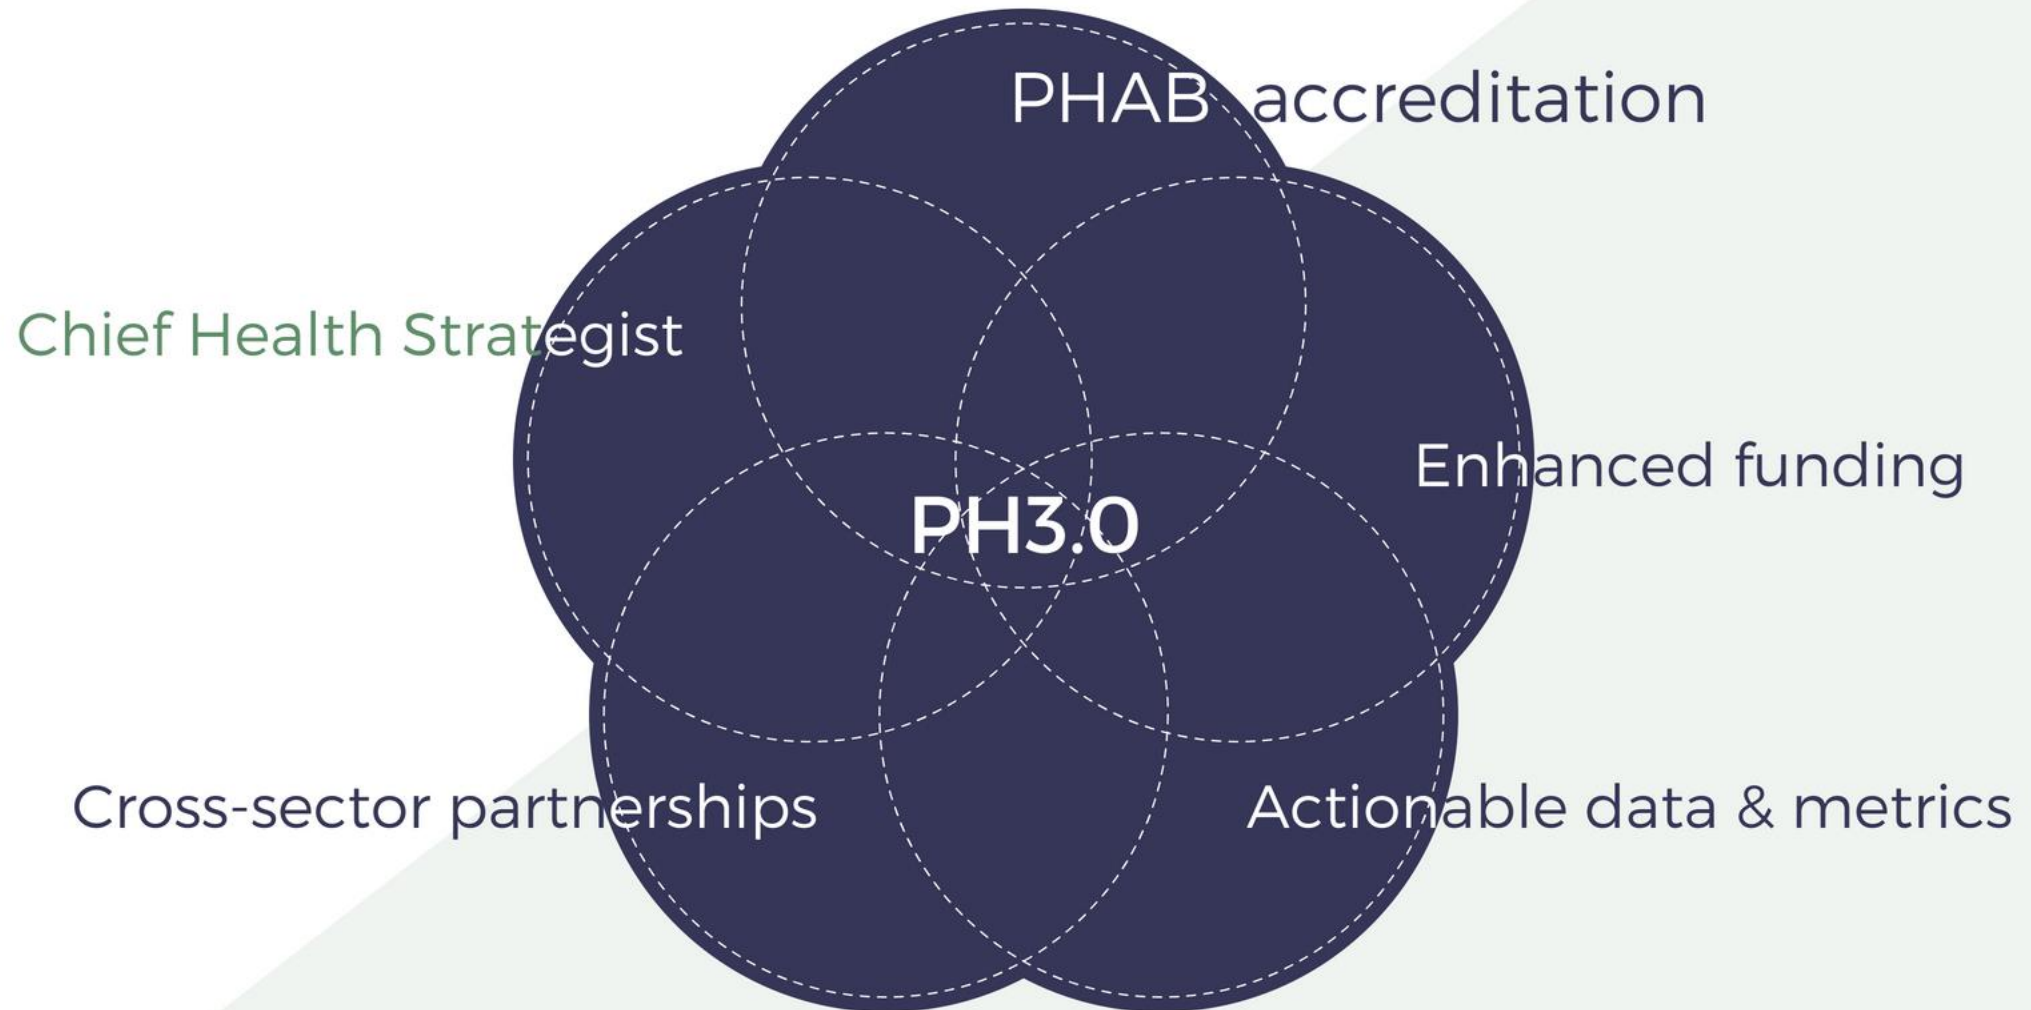 PHAB accreditation
Chief Health Strategist
Enhanced funding
PH3.0
Cross-sector partnerships
Actionable data & metrics